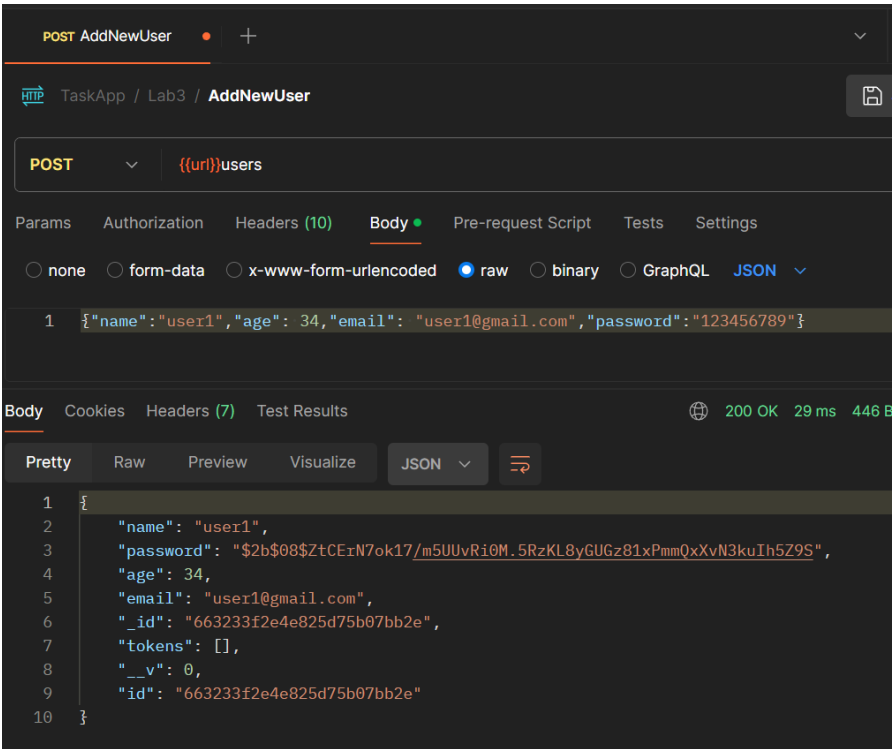 POST AddNewUser
HTTP TaskApp / Lab3 / AddNewUser
POST {{url}}users
Params Authorization Headers (10) Body Pre-request Script Tests Settings
none form-data x-www-form-urlencoded raw binary GraphQL JSON
1 {"name":"user1","age": 34,"email": "user1@gmail.com","password":"123456789"}
Body Cookies Headers (7) Test Results 200 OK 29 ms 446 B
Pretty Raw Preview Visualize JSON
1 {
2 "name": "user1",
3 "password": "$2b$08$ZtCErN7ok17/m5UUvRi0M.5RzKL8yGUGz81xPmmQxXvN3kuIh5Z9S",
4 "age": 34,
5 "email": "user1@gmail.com",
6 "_id": "663233f2e4e825d75b07bb2e",
7 "tokens": [],
8 "__v": 0,
9 "id": "663233f2e4e825d75b07bb2e"
10 }